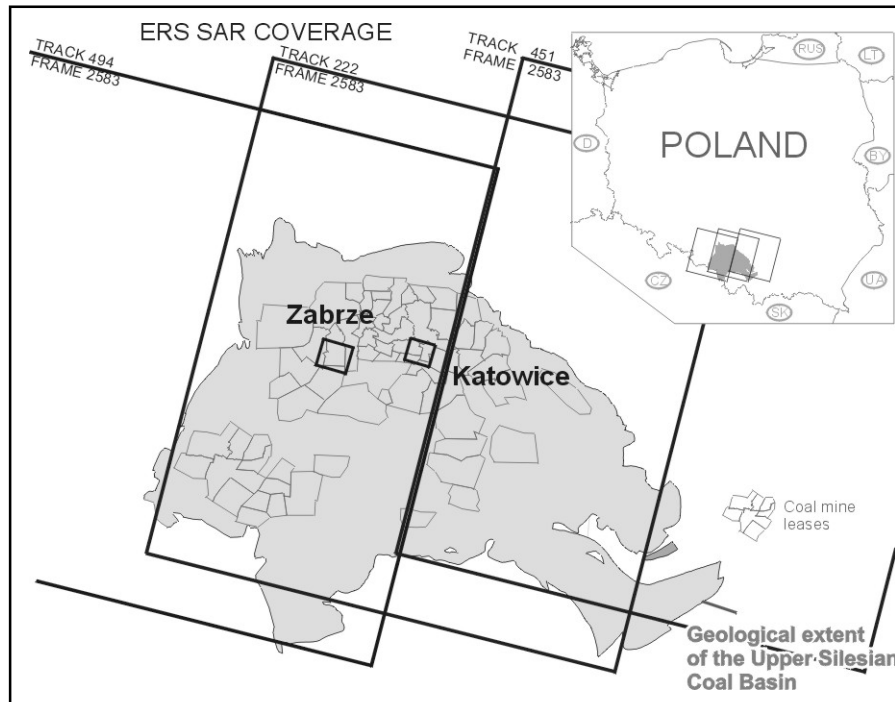 ERS SAR COVERAGE
TRACK 494
FRAME 2583
TRACK 222
FRAME 2583
TRACK 451
FRAME 2583
RUS
LT
POLAND
D
BY
CZ
UA
SK
Zabrze
Katowice
Coal mine
leases
Geological extent
of the Upper Silesian
Coal Basin